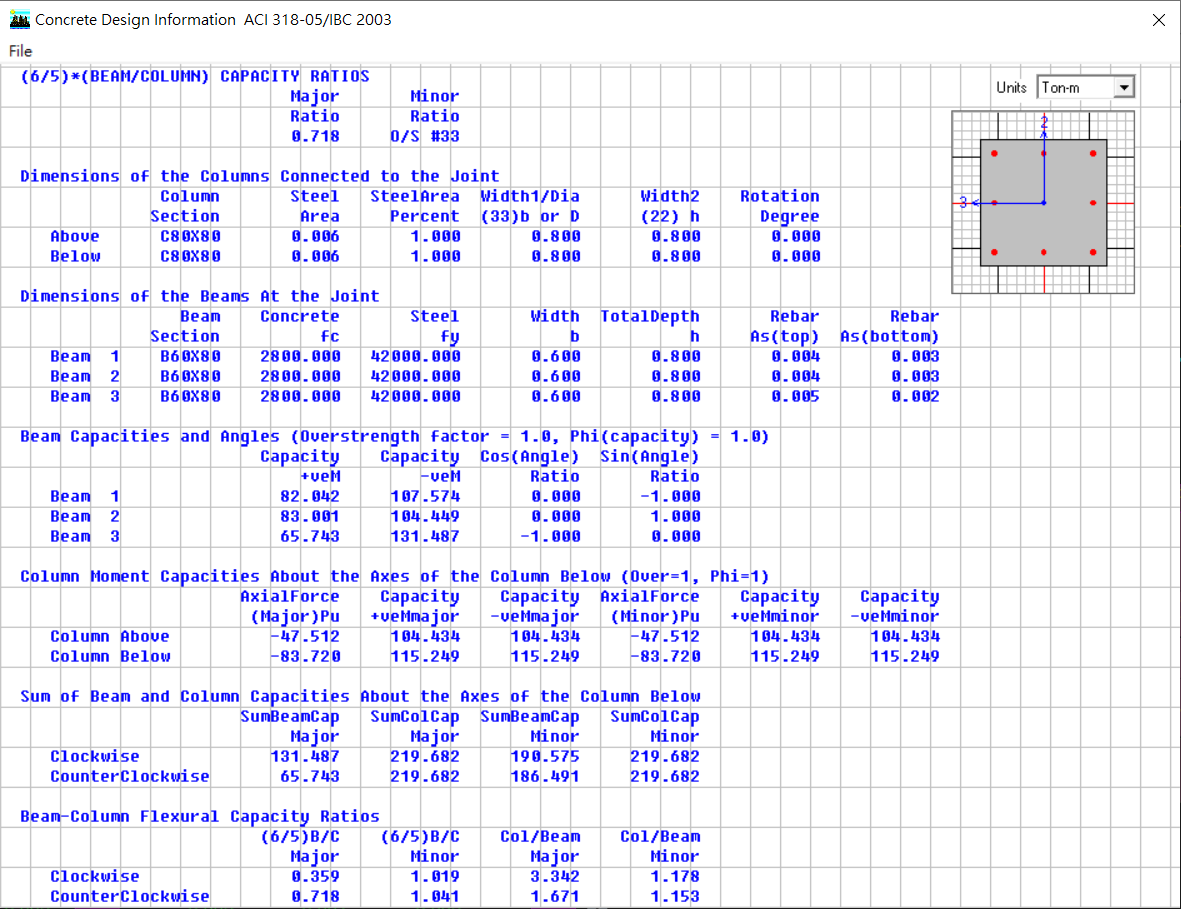 Concrete Design Information  ACI 318-05/IBC 2003
File
(6/5)*(BEAM/COLUMN) CAPACITY RATIOS
Units Ton-m
Major Minor
Ratio Ratio
0.718 O/S #33
2
3
Dimensions of the Columns Connected to the Joint
Column Steel SteelArea Width1/Dia Width2 Rotation
Section Area Percent (33)b or D (22) h Degree
Above C80X80 0.006 1.000 0.800 0.800 0.000
Below C80X80 0.006 1.000 0.800 0.800 0.000
Dimensions of the Beams At the Joint
Beam Concrete Steel Width TotalDepth Rebar Rebar
Section fc fy b h As(top) As(bottom)
Beam 1 B60X80 2800.000 42000.000 0.600 0.800 0.004 0.003
Beam 2 B60X80 2800.000 42000.000 0.600 0.800 0.004 0.003
Beam 3 B60X80 2800.000 42000.000 0.600 0.800 0.005 0.002
Beam Capacities and Angles (Overstrength factor = 1.0, Phi(capacity) = 1.0)
Capacity Capacity Cos(Angle) Sin(Angle)
+veM -veM Ratio Ratio
Beam 1 82.042 107.574 0.000 -1.000
Beam 2 83.001 104.449 0.000 1.000
Beam 3 65.743 131.487 -1.000 0.000
Column Moment Capacities About the Axes of the Column Below (Over=1, Phi=1)
AxialForce Capacity Capacity AxialForce Capacity Capacity
(Major)Pu +veMmajor -veMmajor (Minor)Pu +veMminor -veMminor
Column Above -47.512 104.434 104.434 -47.512 104.434 104.434
Column Below -83.720 115.249 115.249 -83.720 115.249 115.249
Sum of Beam and Column Capacities About the Axes of the Column Below
SumBeamCap SumColCap SumBeamCap SumColCap
Major Major Minor Minor
Clockwise 131.487 219.682 190.575 219.682
CounterClockwise 65.743 219.682 186.491 219.682
Beam-Column Flexural Capacity Ratios
(6/5)B/C (6/5)B/C Col/Beam Col/Beam
Major Minor Major Minor
Clockwise 0.359 1.019 3.342 1.178
CounterClockwise 0.718 1.041 1.671 1.153